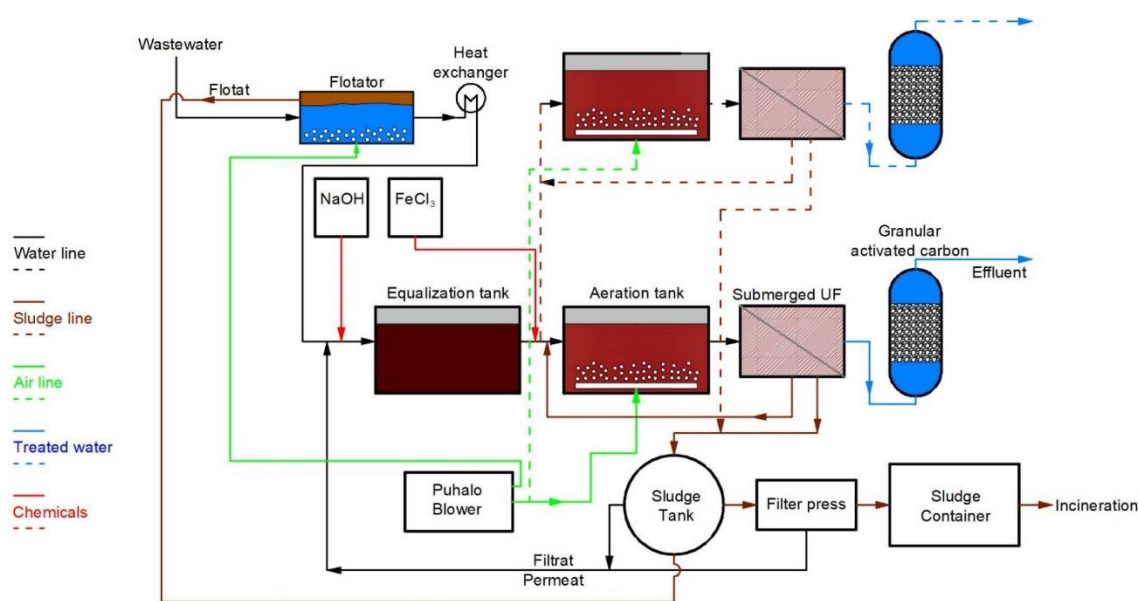 Wastewater
Flotat
Flotator
Heat
exchanger
NaOH
FeCl₃
Water line
Sludge line
Air line
Treated water
Chemicals
Equalization tank
Aeration tank
Submerged UF
Granular
activated carbon
Effluent
Puhalo
Blower
Sludge
Tank
Filter press
Sludge
Container
Incineration
Filtrat
Permeat